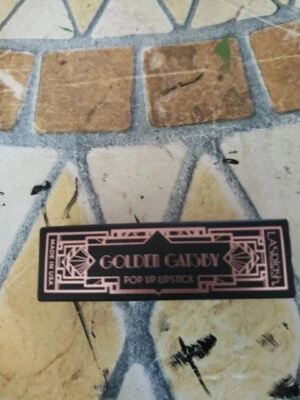 MADE IN USA
GOLDEN GATSBY
POP UP LIPSTICK